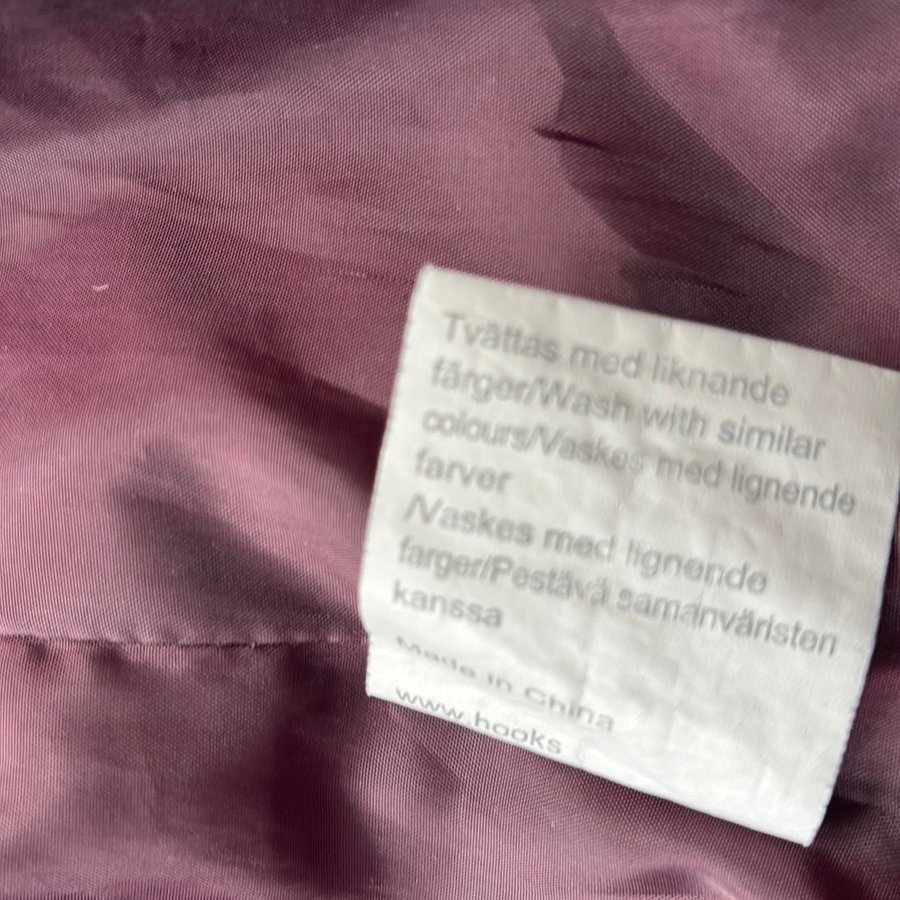 Tvättas med liknande
färger/Wash with similar
colours/Vaskes med lignende
farver
/Vaskes med lignende
farger/Pestävä samanväristen
kanssa
Made in China
www.hooks